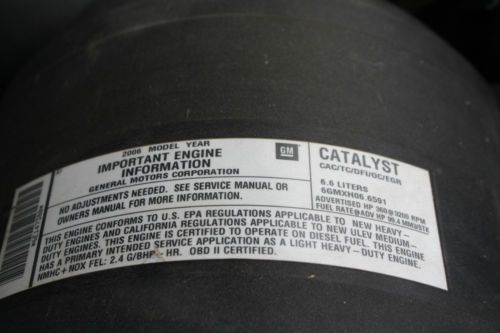 2006 MODEL YEAR
IMPORTANT ENGINE
INFORMATION
GENERAL MOTORS CORPORATION
GM
NO ADJUSTMENTS NEEDED. SEE SERVICE MANUAL OR
OWNERS MANUAL FOR MORE INFORMATION.
CATALYST
CAC/TC/DFI/OC/EGR
6.6 LITERS
6GMXH06.6591
ADVERTISED HP 360@3200 RPM
FUEL RATE@ADV HP 99.4 MM3/STK
THIS ENGINE CONFORMS TO U.S. EPA REGULATIONS APPLICABLE TO NEW HEAVY-
DUTY ENGINES AND CALIFORNIA REGULATIONS APPLICABLE TO NEW ULEV MEDIUM-
DUTY ENGINES. THIS ENGINE IS CERTIFIED TO OPERATE ON DIESEL FUEL. THIS ENGINE
HAS A PRIMARY INTENDED SERVICE APPLICATION AS A LIGHT HEAVY-DUTY ENGINE.
NMHC + NOX FEL: 2.4 G/BHP - HR. OBD II CERTIFIED.